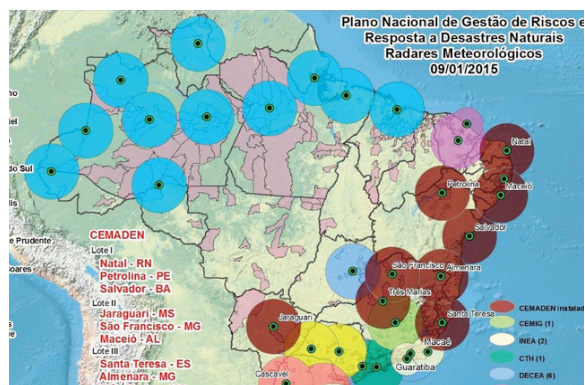 Plano Nacional de Gestão de Riscos e
Resposta a Desastres Naturais
Radares Meteorológicos
09/01/2015
do Sul
e Prudente
Soares
Natal
Petrolina
Maceió
Salvador
São Francisco
Almenara
Três Marias
Jaraguari
Santa Teresa
Macaé
Guaratiba
Cascavel
CEMADEN
Lote I
Natal - RN
Petrolina - PE
Salvador - BA
Lote II
Jaraguari - MS
São Francisco - MG
Maceió - AL
Lote III
Santa Teresa - ES
Almenara - MG
CEMADEN instalad
CEMIG (1)
INEA (2)
CTH (1)
DECEA (6)